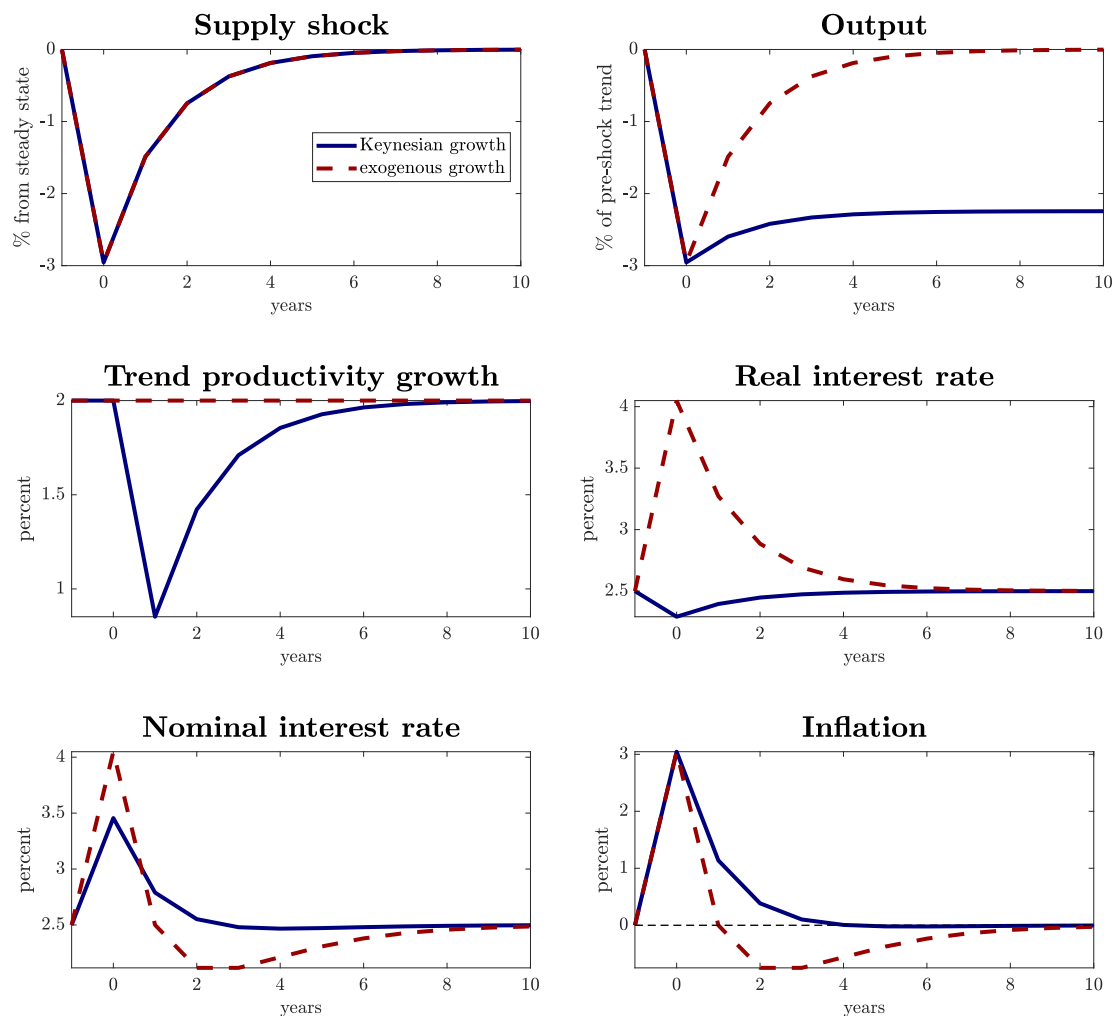 Supply shock
0
-1
-2
-3
% from steady state
Keynesian growth
exogenous growth
0 2 4 6 8 10
years
Output
0
-1
-2
-3
% of pre-shock trend
0 2 4 6 8 10
years
Trend productivity growth
2
1.5
1
percent
0 2 4 6 8 10
years
Real interest rate
4
3.5
3
2.5
percent
0 2 4 6 8 10
years
Nominal interest rate
4
3.5
3
2.5
percent
0 2 4 6 8 10
years
Inflation
3
2
1
0
percent
0 2 4 6 8 10
years